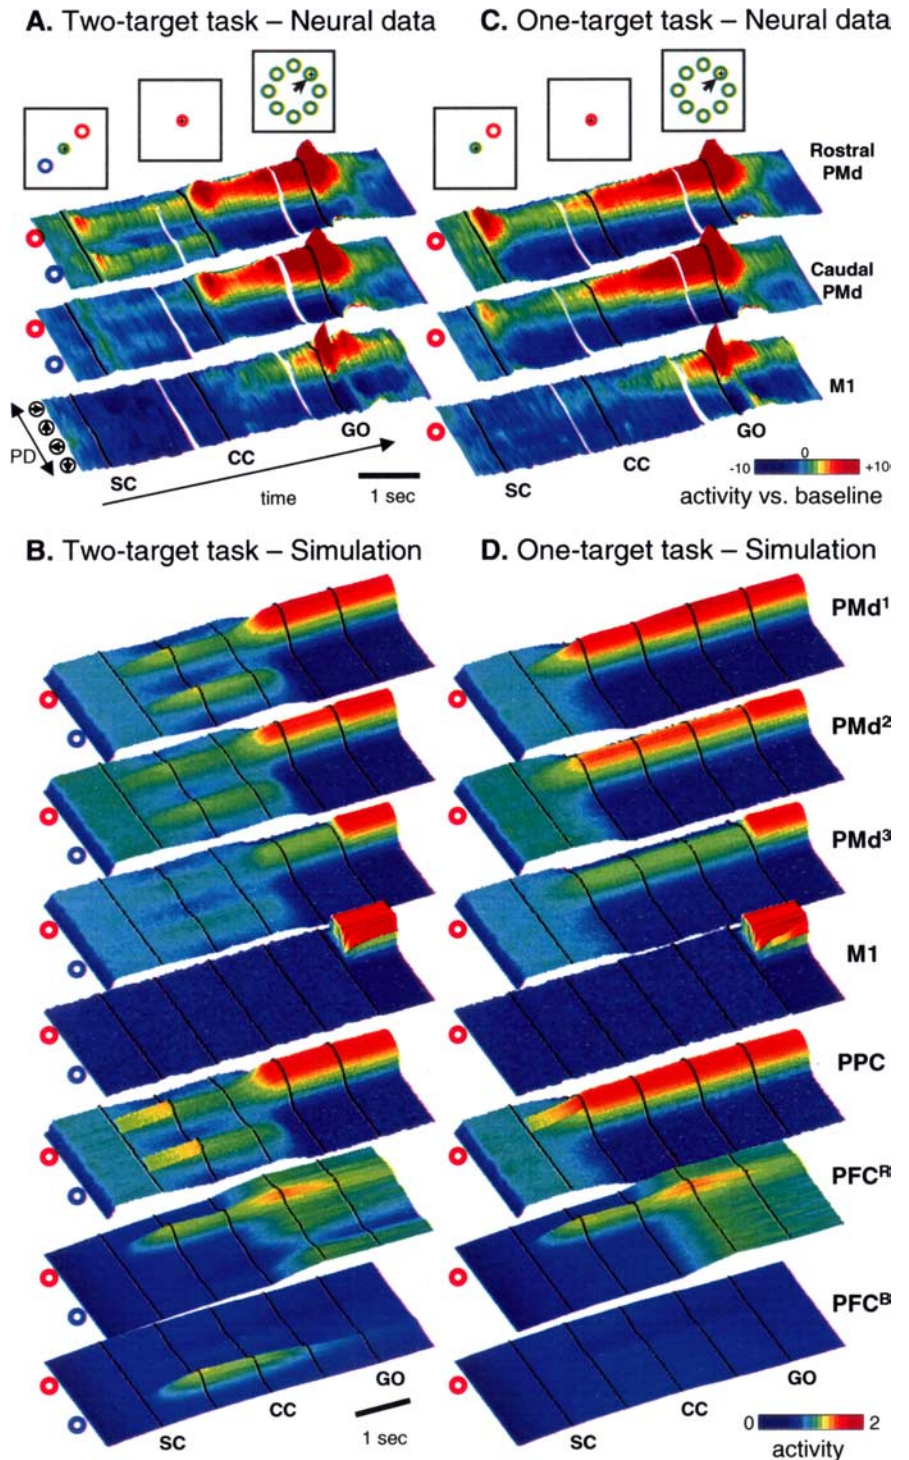 A. Two-target task – Neural data
C. One-target task – Neural data
Rostral
PMd
Caudal
PMd
M1
PD
SC
CC
GO
time
1 sec
SC
CC
GO
0
-10
+10
activity vs. baseline
B. Two-target task – Simulation
D. One-target task – Simulation
PMd¹
PMd²
PMd³
M1
PPC
PFCᴿ
PFCᴮ
SC
CC
GO
1 sec
SC
CC
GO
0
2
activity